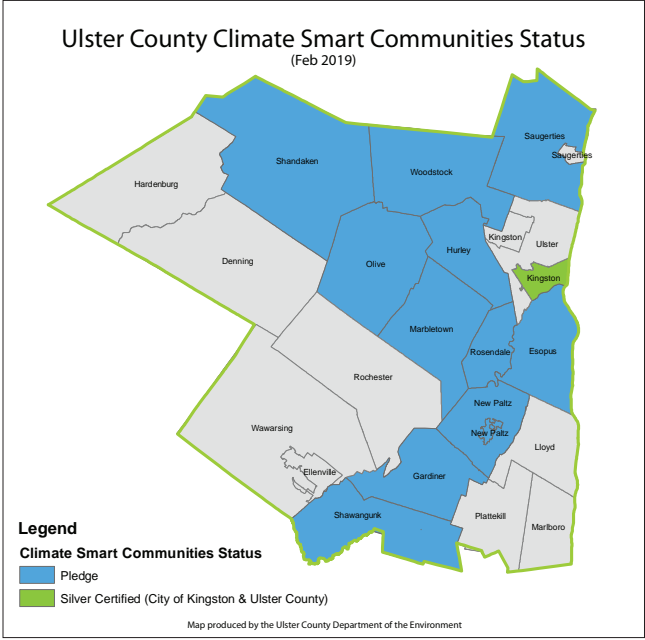 Ulster County Climate Smart Communities Status
(Feb 2019)
Saugerties
Saugerties
Shandaken
Woodstock
Hardenburg
Kingston
Ulster
Hurley
Denning
Olive
Kingston
Marbletown
Rosendale
Esopus
Rochester
New Paltz
Wawarsing
New Paltz
Lloyd
Ellenville
Gardiner
Shawangunk
Plattekill
Marlboro
Legend
Climate Smart Communities Status
Pledge
Silver Certified (City of Kingston & Ulster County)
Map produced by the Ulster County Department of the Environment